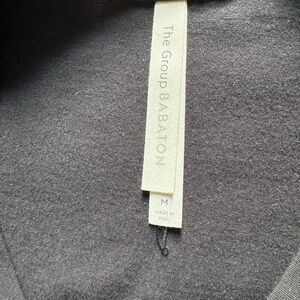 The Group BABATON
M
MADE IN
PERU